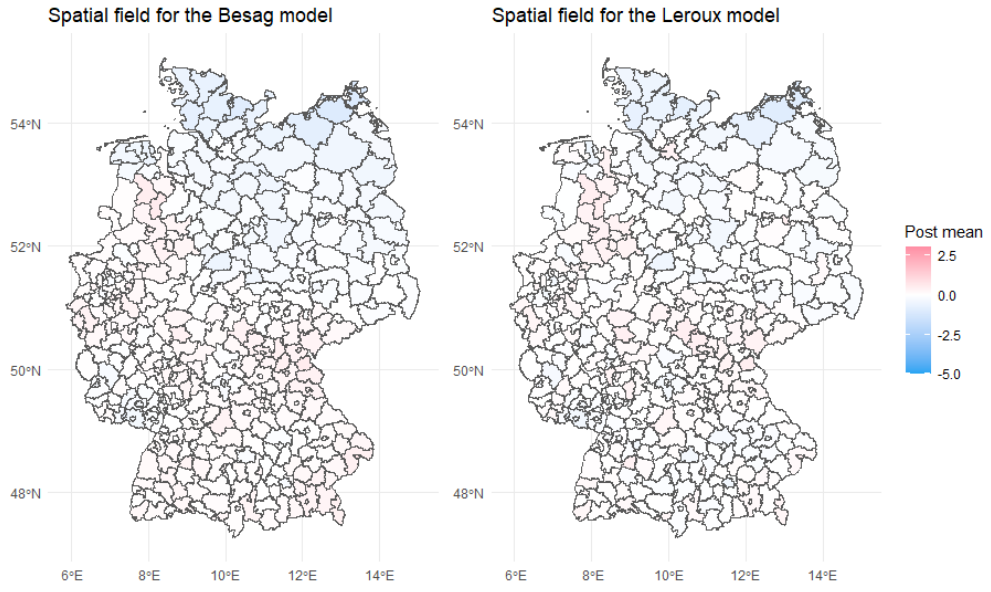 Spatial field for the Besag model
Spatial field for the Leroux model
54°N
52°N
50°N
48°N
6°E
8°E
10°E
12°E
14°E
54°N
52°N
50°N
48°N
6°E
8°E
10°E
12°E
14°E
Post mean
2.5
0.0
-2.5
-5.0